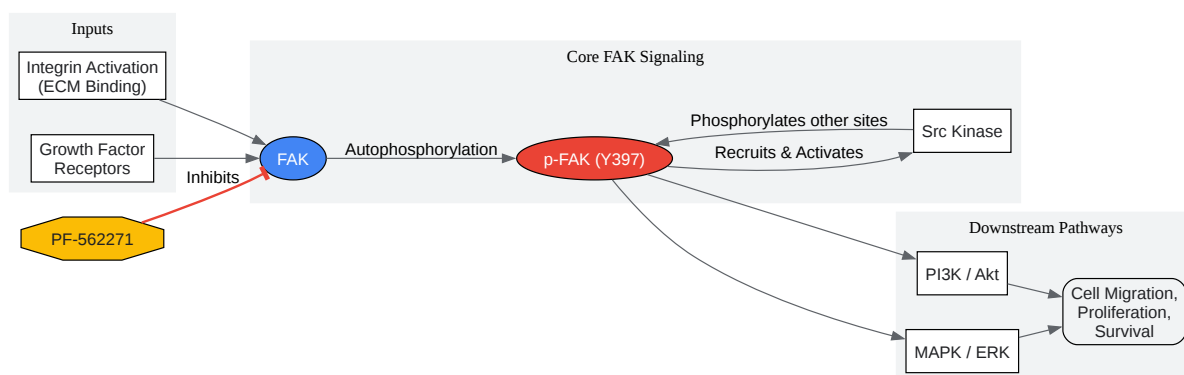 Inputs
Integrin Activation
(ECM Binding)
Growth Factor
Receptors
Inhibits
PF-562271
Core FAK Signaling
FAK
Autophosphorylation
p-FAK (Y397)
Phosphorylates other sites
Recruits & Activates
Src Kinase
Downstream Pathways
PI3K / Akt
MAPK / ERK
Cell Migration,
Proliferation,
Survival